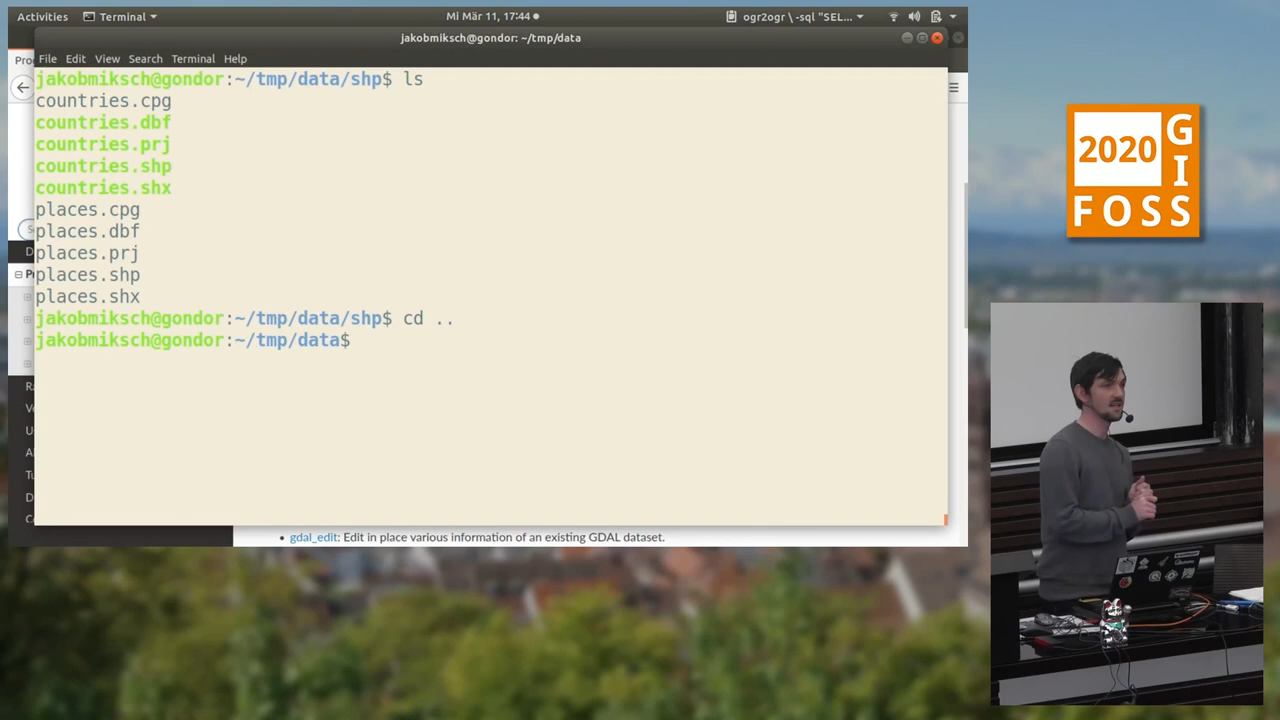 Activities
Terminal
Mi Mär 11, 17:44
ogr2ogr \ -sql "SEL...
jakobmiksch@gondor: ~/tmp/data
File Edit View Search Terminal Help
jakobmiksch@gondor:~/tmp/data/shp$ ls
countries.cpg
countries.dbf
countries.prj
countries.shp
countries.shx
places.cpg
places.dbf
places.prj
places.shp
places.shx
jakobmiksch@gondor:~/tmp/data/shp$ cd ..
jakobmiksch@gondor:~/tmp/data$
• gdal_edit: Edit in place various information of an existing GDAL dataset.
2020 GIS
FOSS